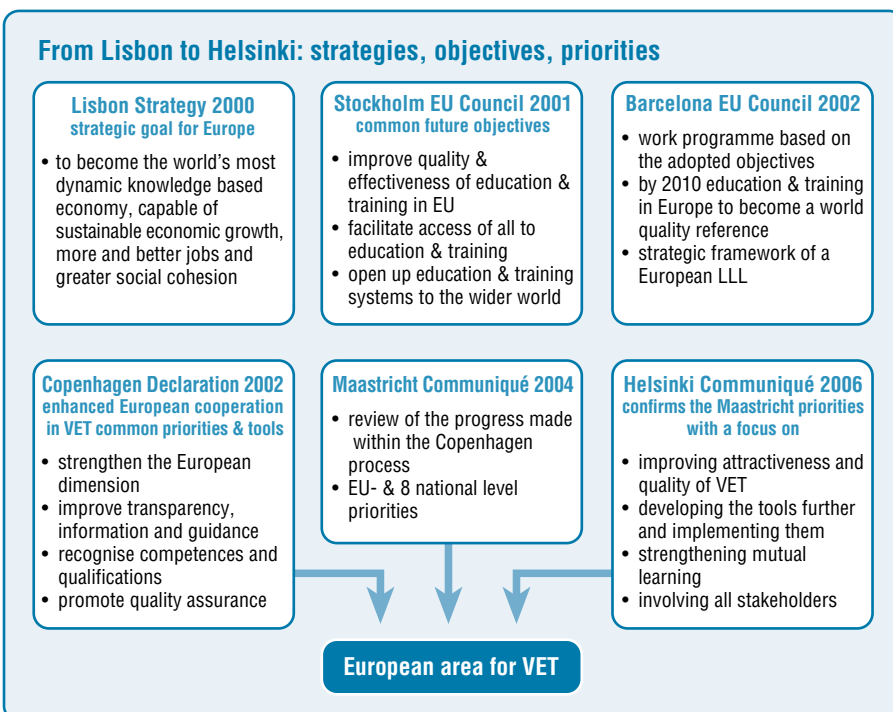 From Lisbon to Helsinki: strategies, objectives, priorities
Lisbon Strategy 2000
strategic goal for Europe
• to become the world's most
dynamic knowledge based
economy, capable of
sustainable economic growth,
more and better jobs and
greater social cohesion
Stockholm EU Council 2001
common future objectives
• improve quality &
effectiveness of education &
training in EU
• facilitate access of all to
education & training
• open up education & training
systems to the wider world
Barcelona EU Council 2002
• work programme based on
the adopted objectives
• by 2010 education & training
in Europe to become a world
quality reference
• strategic framework of a
European LLL
Copenhagen Declaration 2002
enhanced European cooperation
in VET common priorities & tools
• strengthen the European
dimension
• improve transparency,
information and guidance
• recognise competences and
qualifications
• promote quality assurance
Maastricht Communiqué 2004
• review of the progress made
within the Copenhagen
process
• EU- & 8 national level
priorities
Helsinki Communiqué 2006
confirms the Maastricht priorities
with a focus on
• improving attractiveness and
quality of VET
• developing the tools further
and implementing them
• strengthening mutual
learning
• involving all stakeholders
European area for VET